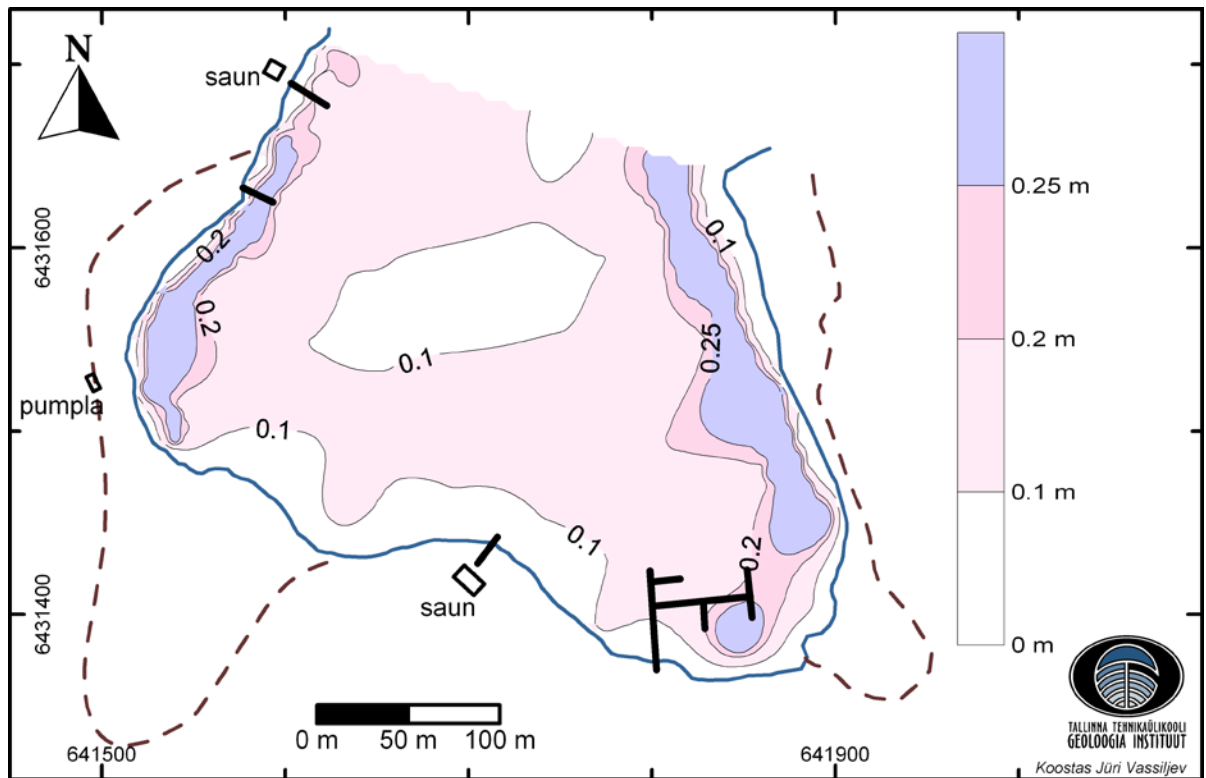 N
saun
0.25 m
0.1
6431600
0.2
0.2
0.25
0.2 m
0.1
pumpla
0.1
0.1 m
0.1
0.2
saun
6431400
0 m
0 m 50 m 100 m
TALLINNA TEHNIKAÜLIKOOLI
GEOLOOGIA INSTITUUT
641500
641900
Koostas Jüri Vassiljev